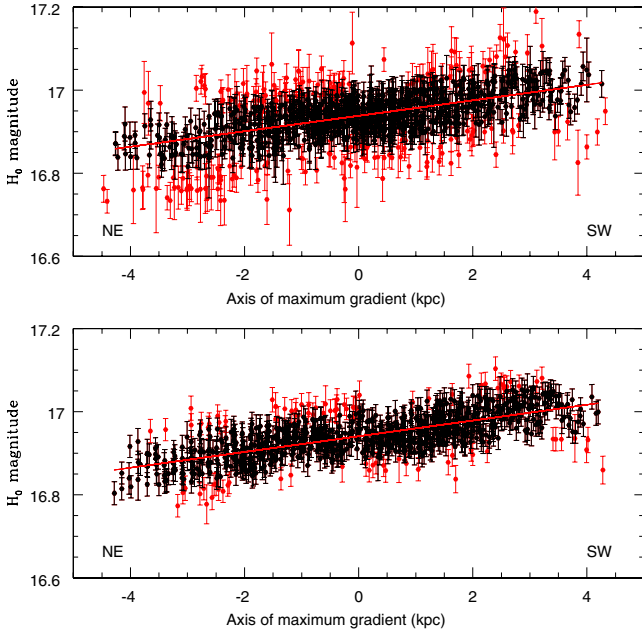 17.2
17
16.8
16.6
H₀ magnitude
NE
SW
-4
-2
0
2
4
Axis of maximum gradient (kpc)
17.2
17
16.8
16.6
H₀ magnitude
NE
SW
-4
-2
0
2
4
Axis of maximum gradient (kpc)